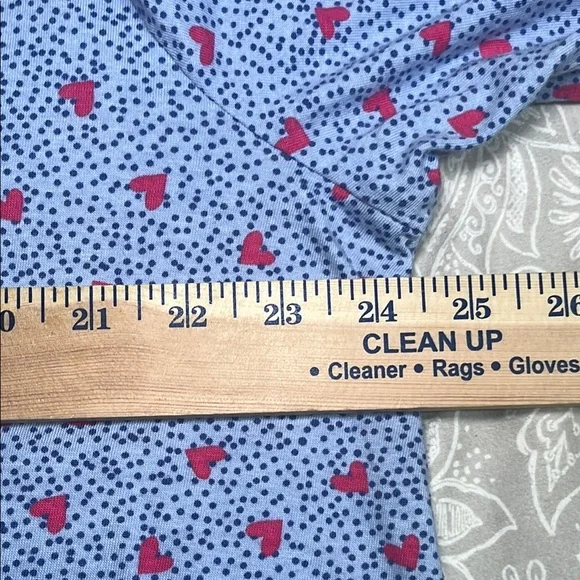 0 21 22 23 24 25 26
CLEAN UP
• Cleaner • Rags • Gloves